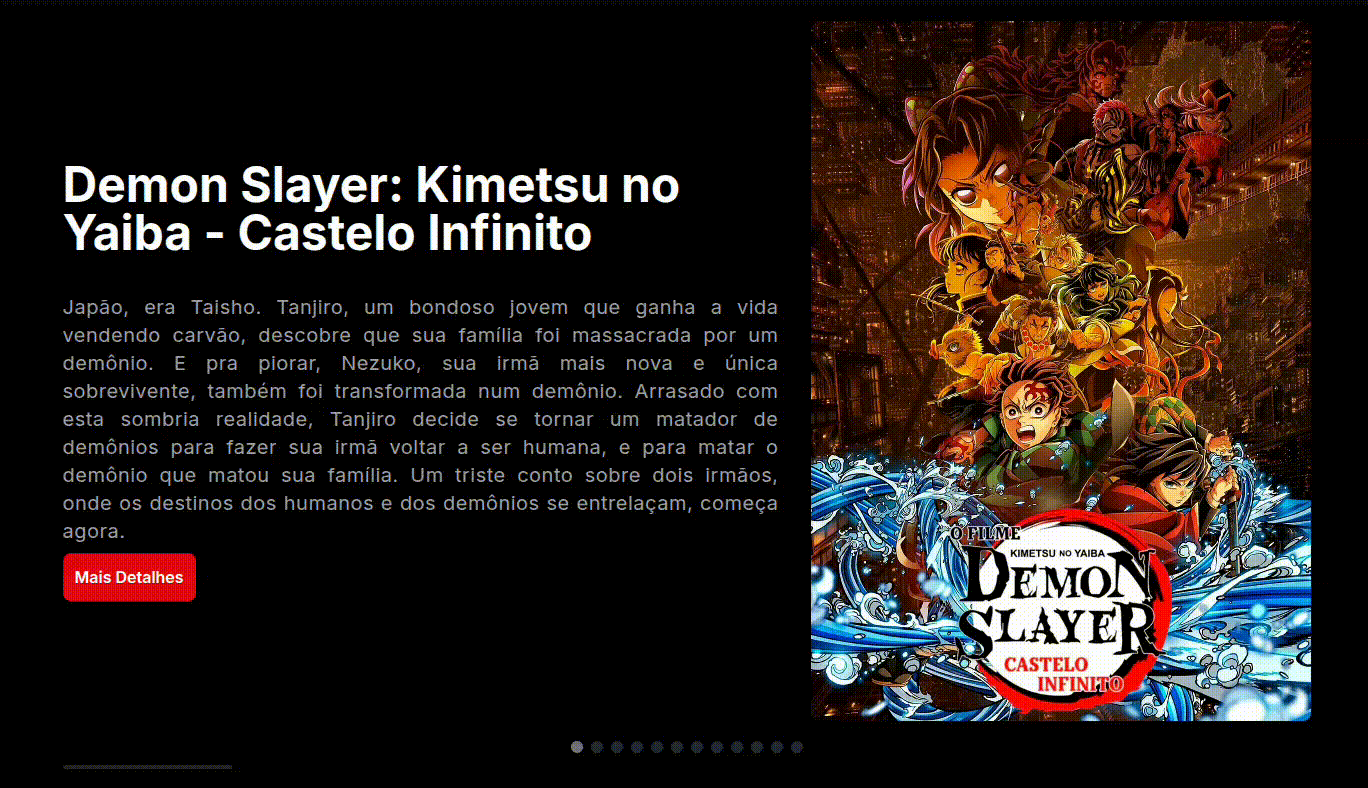 Demon Slayer: Kimetsu no
Yaiba - Castelo Infinito
Japão, era Taisho. Tanjiro, um bondoso jovem que ganha a vida
vendendo carvão, descobre que sua família foi massacrada por um
demônio. E pra piorar, Nezuko, sua irmã mais nova e única
sobrevivente, também foi transformada num demônio. Arrasado com
esta sombria realidade, Tanjiro decide se tornar um matador de
demônios para fazer sua irmã voltar a ser humana, e para matar o
demônio que matou sua família. Um triste conto sobre dois irmãos,
onde os destinos dos humanos e dos demônios se entrelaçam, começa
agora.
Mais Detalhes
O FILME
KIMETSU NO YAIBA
DEMON
SLAYER
CASTELO
INFINITO